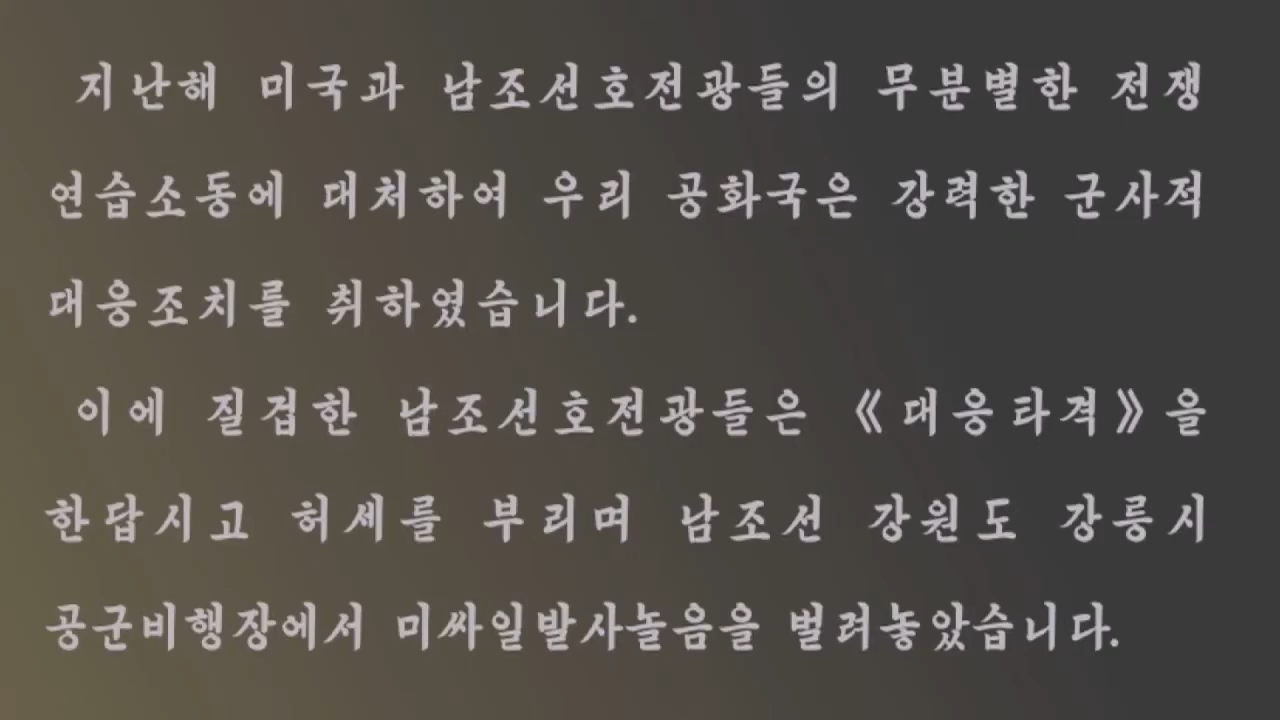 지난해 미국과 남조선호전광들의 무분별한 전쟁
연습소동에 대처하여 우리 공화국은 강력한 군사적
대응조치를 취하였습니다.
이에 질겁한 남조선호전광들은 《대응타격》을
한답시고 허세를 부리며 남조선 강원도 강릉시
공군비행장에서 미싸일발사놀음을 벌려놓았습니다.